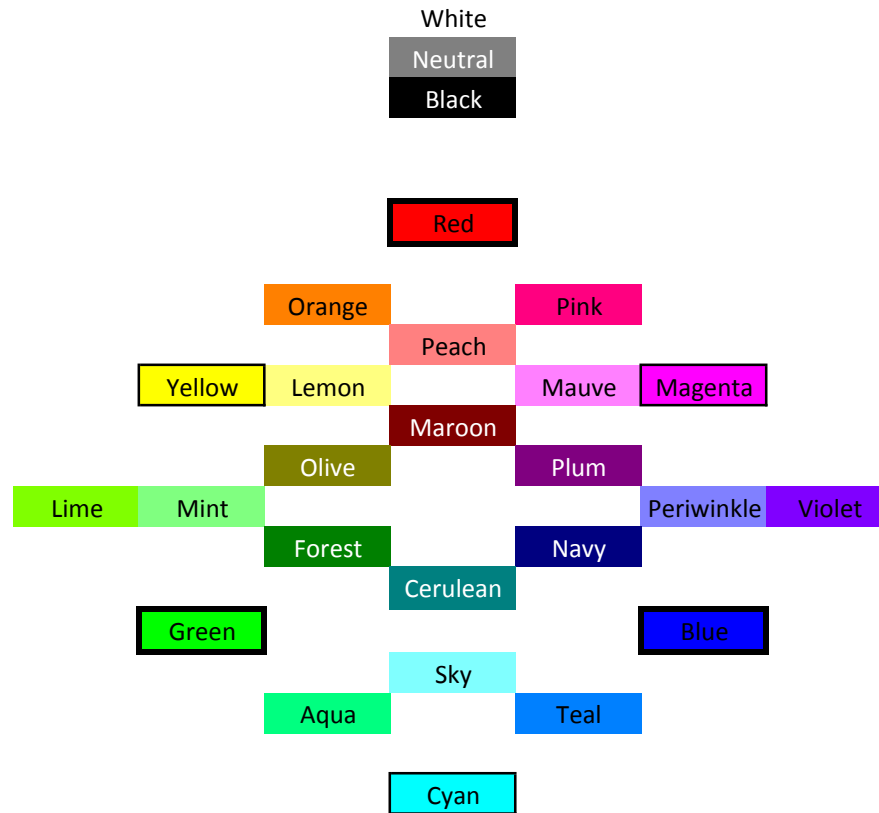 White
Neutral
Black
Red
Orange Pink
Peach
Yellow Lemon Mauve Magenta
Maroon
Olive Plum
Lime Mint Periwinkle Violet
Forest Navy
Cerulean
Green Blue
Sky
Aqua Teal
Cyan